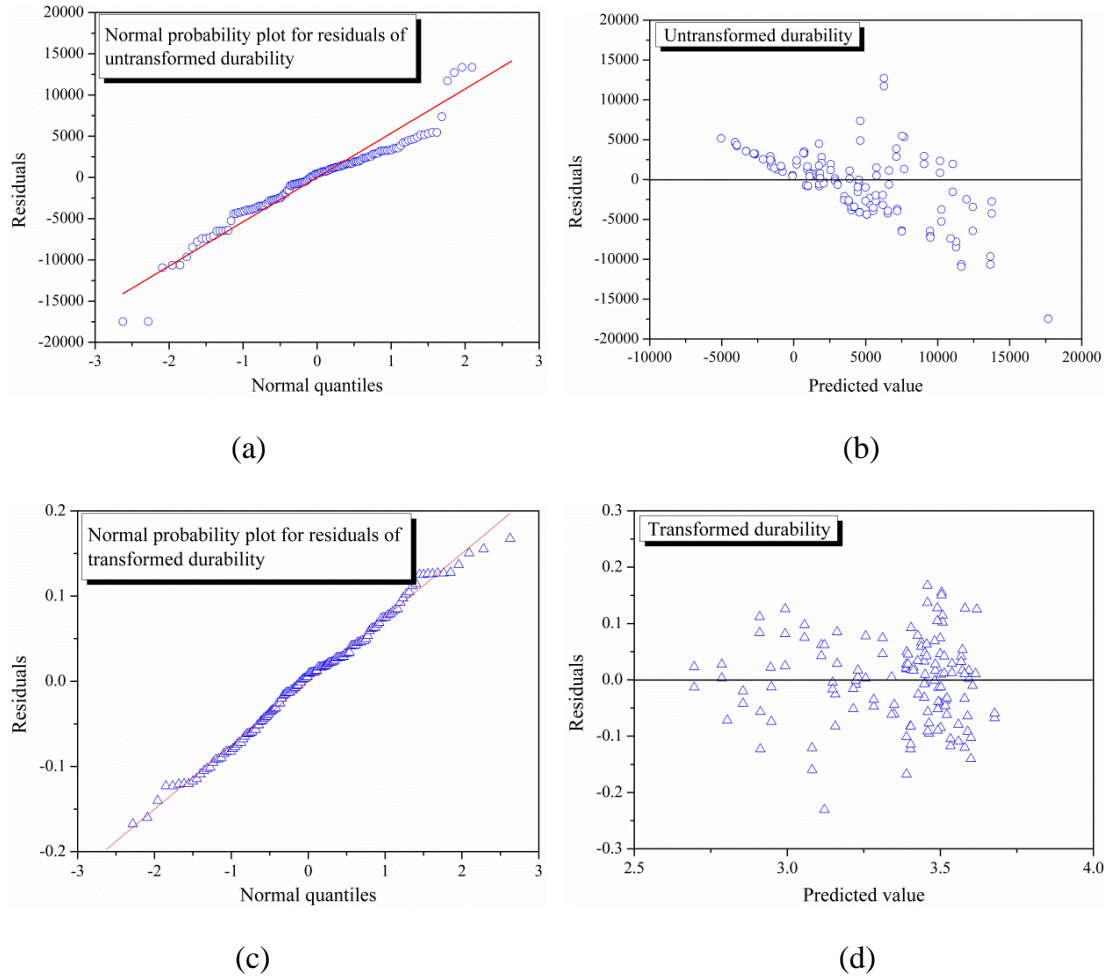 Normal probability plot for residuals of
untransformed durability
20000
15000
10000
5000
0
-5000
-10000
-15000
-20000
Residuals
-3 -2 -1 0 1 2 3
Normal quantiles
(a)
Untransformed durability
20000
15000
10000
5000
0
-5000
-10000
-15000
-20000
Residuals
-10000 -5000 0 5000 10000 15000 20000
Predicted value
(b)
Normal probability plot for residuals of
transformed durability
0.2
0.1
0.0
-0.1
-0.2
Residuals
-3 -2 -1 0 1 2 3
Normal quantiles
(c)
Transformed durability
0.3
0.2
0.1
0.0
-0.1
-0.2
-0.3
Residuals
2.5 3.0 3.5 4.0
Predicted value
(d)